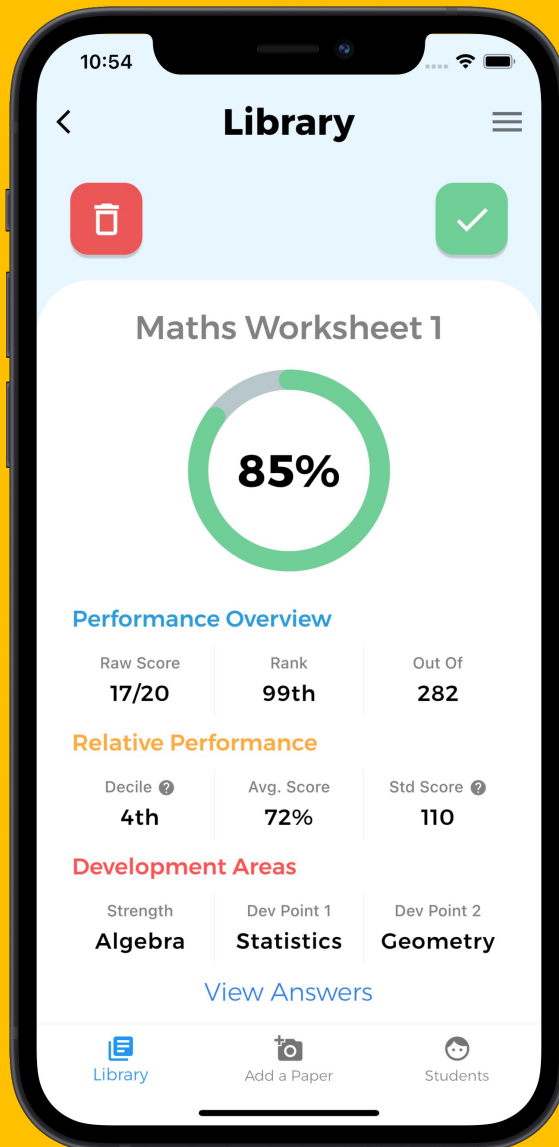 10:54
Library
Maths Worksheet 1
85%
Performance Overview
Raw Score Rank Out Of
17/20 99th 282
Relative Performance
Decile ? Avg. Score Std Score ?
4th 72% 110
Development Areas
Strength Dev Point 1 Dev Point 2
Algebra Statistics Geometry
View Answers
Library Add a Paper Students